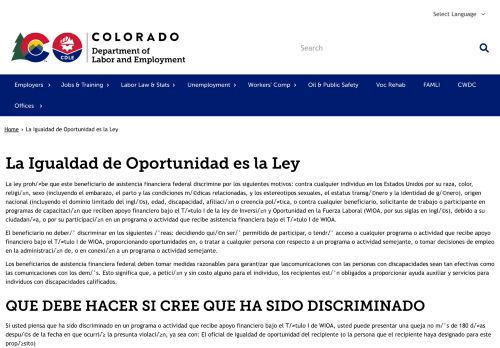 Select Language
COLORADO
Department of
Labor and Employment
CO
CDLE
Search
Employers Jobs & Training Labor Law & Stats Unemployment Workers' Comp Oil & Public Safety Voc Rehab FAMLI CWDC
Offices
Home › La Igualdad de Oportunidad es la Ley
La Igualdad de Oportunidad es la Ley
La ley proh/•be que este beneficiario de asistencia financiera federal discrimine por los siguientes motivos: contra cualquier individuo en los Estados Unidos por su raza, color,
religi/≥n, sexo (incluyendo el embarazo, el parto y las condiciones m/©dicas relacionadas, y los estereotipos sexuales, el estatus transg/©nero y la identidad de g/©nero), origen
nacional (incluyendo el dominio limitado del ingl/©s), edad, discapacidad, afiliaci/≥n o creencia pol/•tica, o contra cualquier beneficiario, solicitante de trabajo o participante en
programas de capacitaci/≥n que reciben apoyo financiero bajo el T/•tulo I de la ley de Inversi/≥n y Oportunidad en la Fuerza Laboral (WIOA, por sus siglas en ingl/©s), debido a su
ciudadan/•a, o por su participaci/≥n en un programa o actividad que recibe asistencia financiera bajo el T/•tulo I de WIOA.
El beneficiario no deber/° discriminar en los siguientes /°reas: decidiendo qui/©n ser/° permitido de participar, o tendr/° acceso a cualquier programa o actividad que recibe apoyo
financiero bajo el T/•tulo I de WIOA, proporcionando oportunidades en, o tratar a cualquier persona con respecto a un programa o actividad semejante, o tomar decisiones de empleo
en la administraci/≥n de, o en conexi/≥n a un programa o actividad semejante.
Los beneficiarios de asistencia financiera federal deben tomar medidas razonables para garantizar que lascomunicaciones con las personas con discapacidades sean tan efectivas como
las comunicaciones con los dem/°s. Esto significa que, a petici/≥n y sin costo alguno para el individuo, los recipientes est/°n obligados a proporcionar ayuda auxiliar y servicios para
individuos con discapacidades calificados.
QUE DEBE HACER SI CREE QUE HA SIDO DISCRIMINADO
Si usted piensa que ha sido discriminado en un programa o actividad que recibe apoyo financiero bajo el T/•tulo I de WIOA, usted puede presentar una queja no m/°s de 180 d/•as
despu/©s de la fecha en que ocurri/≥ la presunta violaci/≥n, ya sea con: El oficial de igualdad de oportunidad del recipiente (o la persona que el recipiente haya designado para este
prop/≥sito)